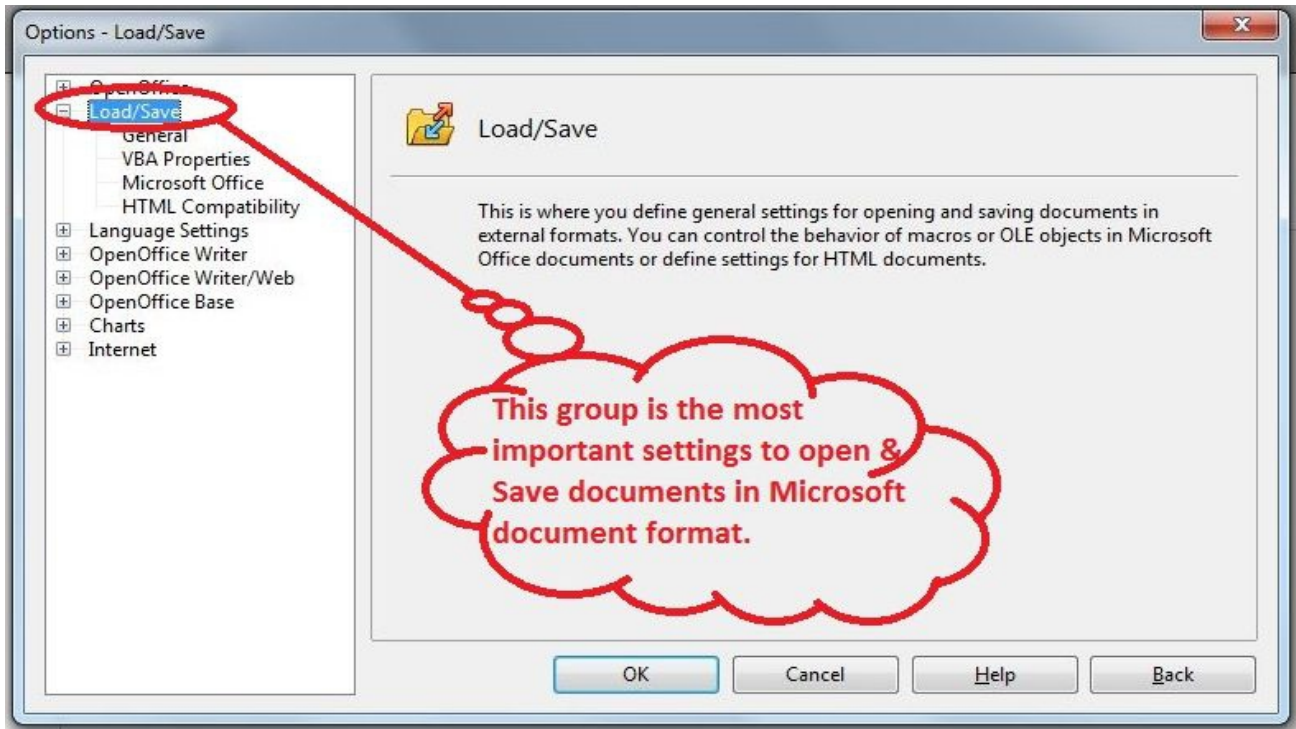 Options - Load/Save
OpenOffice
Load/Save
General
VBA Properties
Microsoft Office
HTML Compatibility
Language Settings
OpenOffice Writer
OpenOffice Writer/Web
OpenOffice Base
Charts
Internet
Load/Save
This is where you define general settings for opening and saving documents in
external formats. You can control the behavior of macros or OLE objects in Microsoft
Office documents or define settings for HTML documents.
This group is the most
important settings to open &
Save documents in Microsoft
document format.
OK
Cancel
Help
Back